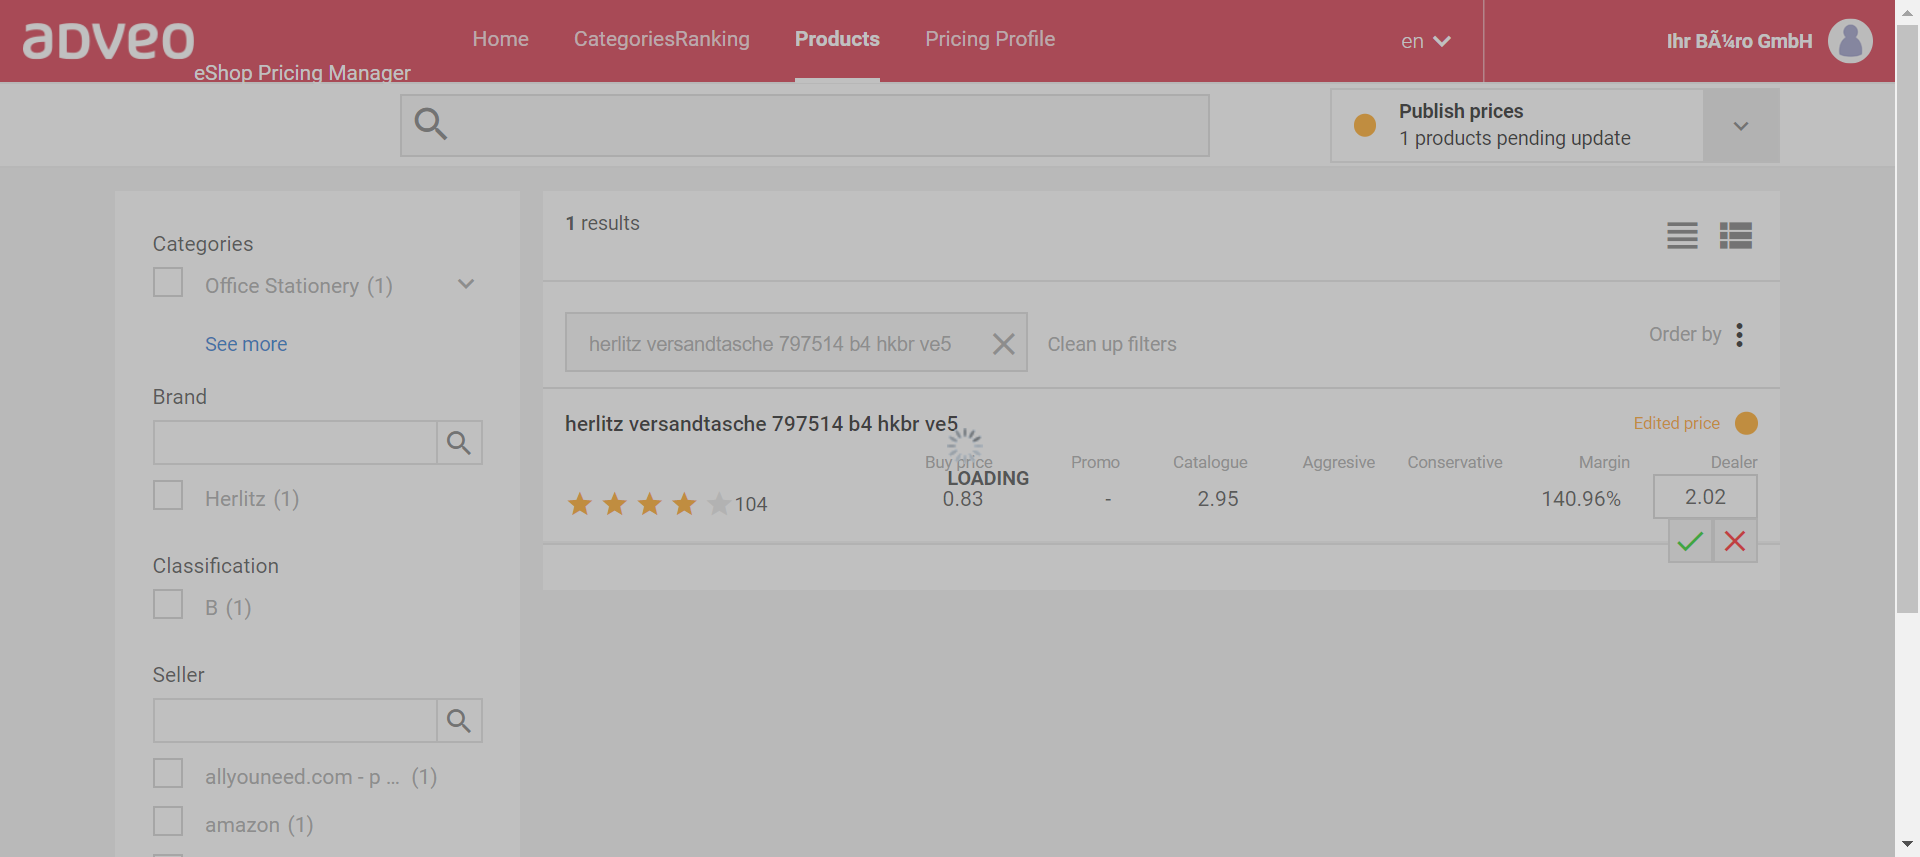 adveo
eShop Pricing Manager
Home
CategoriesRanking
Products
Pricing Profile
en
Ihr BÃ¼ro GmbH
Publish prices
1 products pending update
Categories
Office Stationery (1)
See more
Brand
Herlitz (1)
Classification
B (1)
Seller
allyouneed.com - p ... (1)
amazon (1)
1 results
herlitz versandtasche 797514 b4 hkbr ve5
Clean up filters
Order by
herlitz versandtasche 797514 b4 hkbr ve5
Edited price
Buy price
Promo
Catalogue
Aggresive
Conservative
Margin
Dealer
LOADING
104
0.83
-
2.95
140.96%
2.02